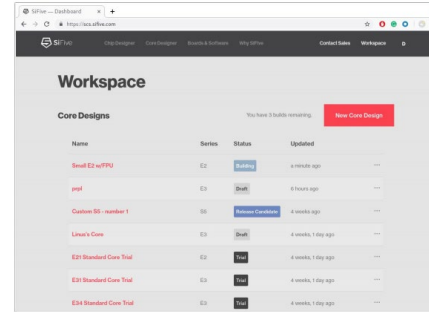 SiFive — Dashboard
https://scs.sifive.com
SiFive Chip Designer Core Designer Boards & Software Why SiFive Contact Sales Workspace
Workspace
Core Designs You have 3 builds remaining. New Core Design
Name Series Status Updated
Small E2 w/FPU E2 Building a minute ago
E3 Draft 6 hours ago
Custom S5 - number 1 S5 Release Candidate 4 weeks ago
Linus's Core E3 Draft 4 weeks, 1 day ago
E21 Standard Core Trial Trial 4 weeks, 1 day ago
E31 Standard Core Trial E3 Trial 4 weeks, 1 day ago
E34 Standard Core Trial E3 Trial 4 weeks, 1 day ago